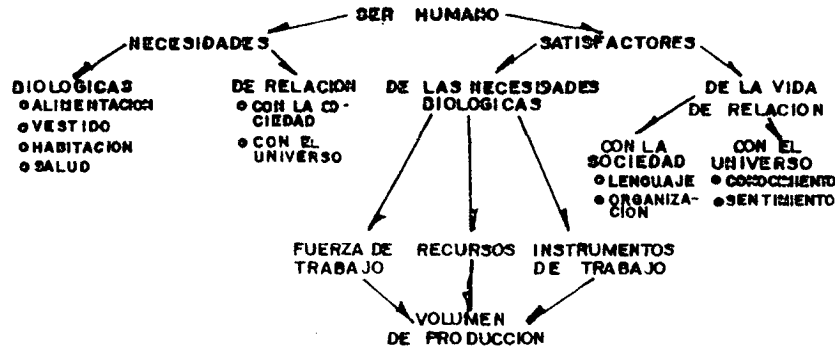 SER HUMANO
NECESIDADES
SATISFACTORES
BIOLOGICAS
ALIMENTACION
VESTIDO
HABITACION
SALUD
DE RELACION
CON LA SO-
CIEDAD
CON EL
UNIVERSO
DE LAS NECESIDADES
BIOLOGICAS
DE LA VIDA
DE RELACION
CON LA
SOCIEDAD
LENGUAJE
ORGANIZA-
CION
CON EL
UNIVERSO
CONOCIMIENTO
SENTIMIENTO
FUERZA DE
TRABAJO
RECURSOS
INSTRUMENTOS
DE TRABAJO
VOLUMEN
DE PRODUCCION